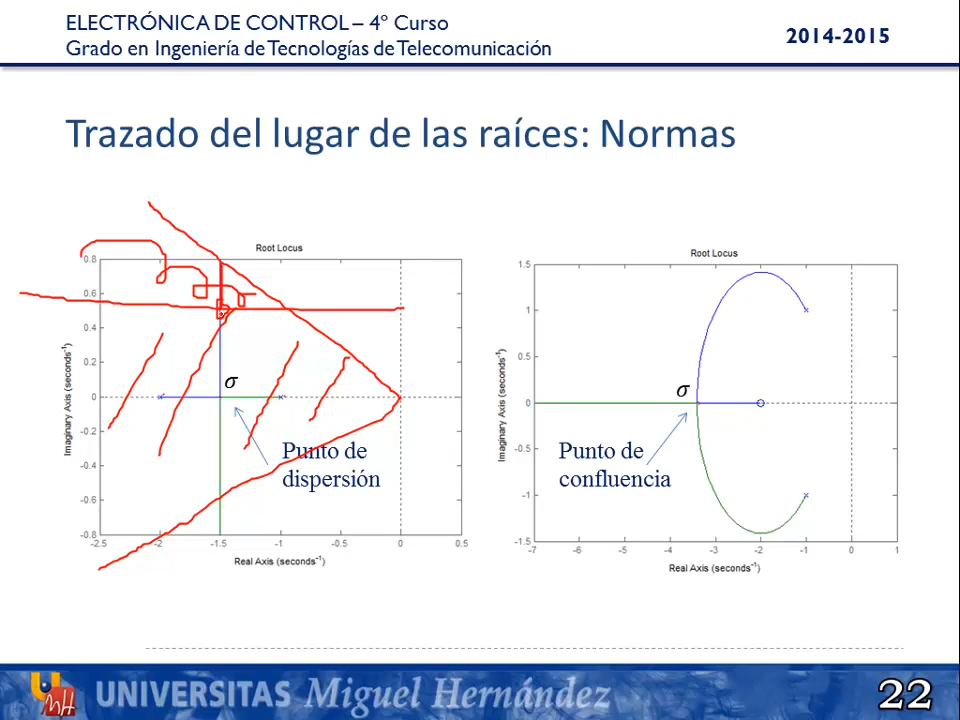 ELECTRÓNICA DE CONTROL – 4º Curso
Grado en Ingeniería de Tecnologías de Telecomunicación
2014-2015
Trazado del lugar de las raíces: Normas
Root Locus
0.8
0.6
0.4
0.2
0
-0.2
-0.4
-0.6
-0.8
-2.5 -2 -1.5 -1 -0.5 0 0.5
Imaginary Axis (seconds⁻¹)
Real Axis (seconds⁻¹)
σ
Punto de
dispersión
Root Locus
1.5
1
0.5
0
-0.5
-1
-1.5
-7 -6 -5 -4 -3 -2 -1 0 1
Imaginary Axis (seconds⁻¹)
Real Axis (seconds⁻¹)
σ
Punto de
confluencia
UNIVERSITAS Miguel Hernández
22